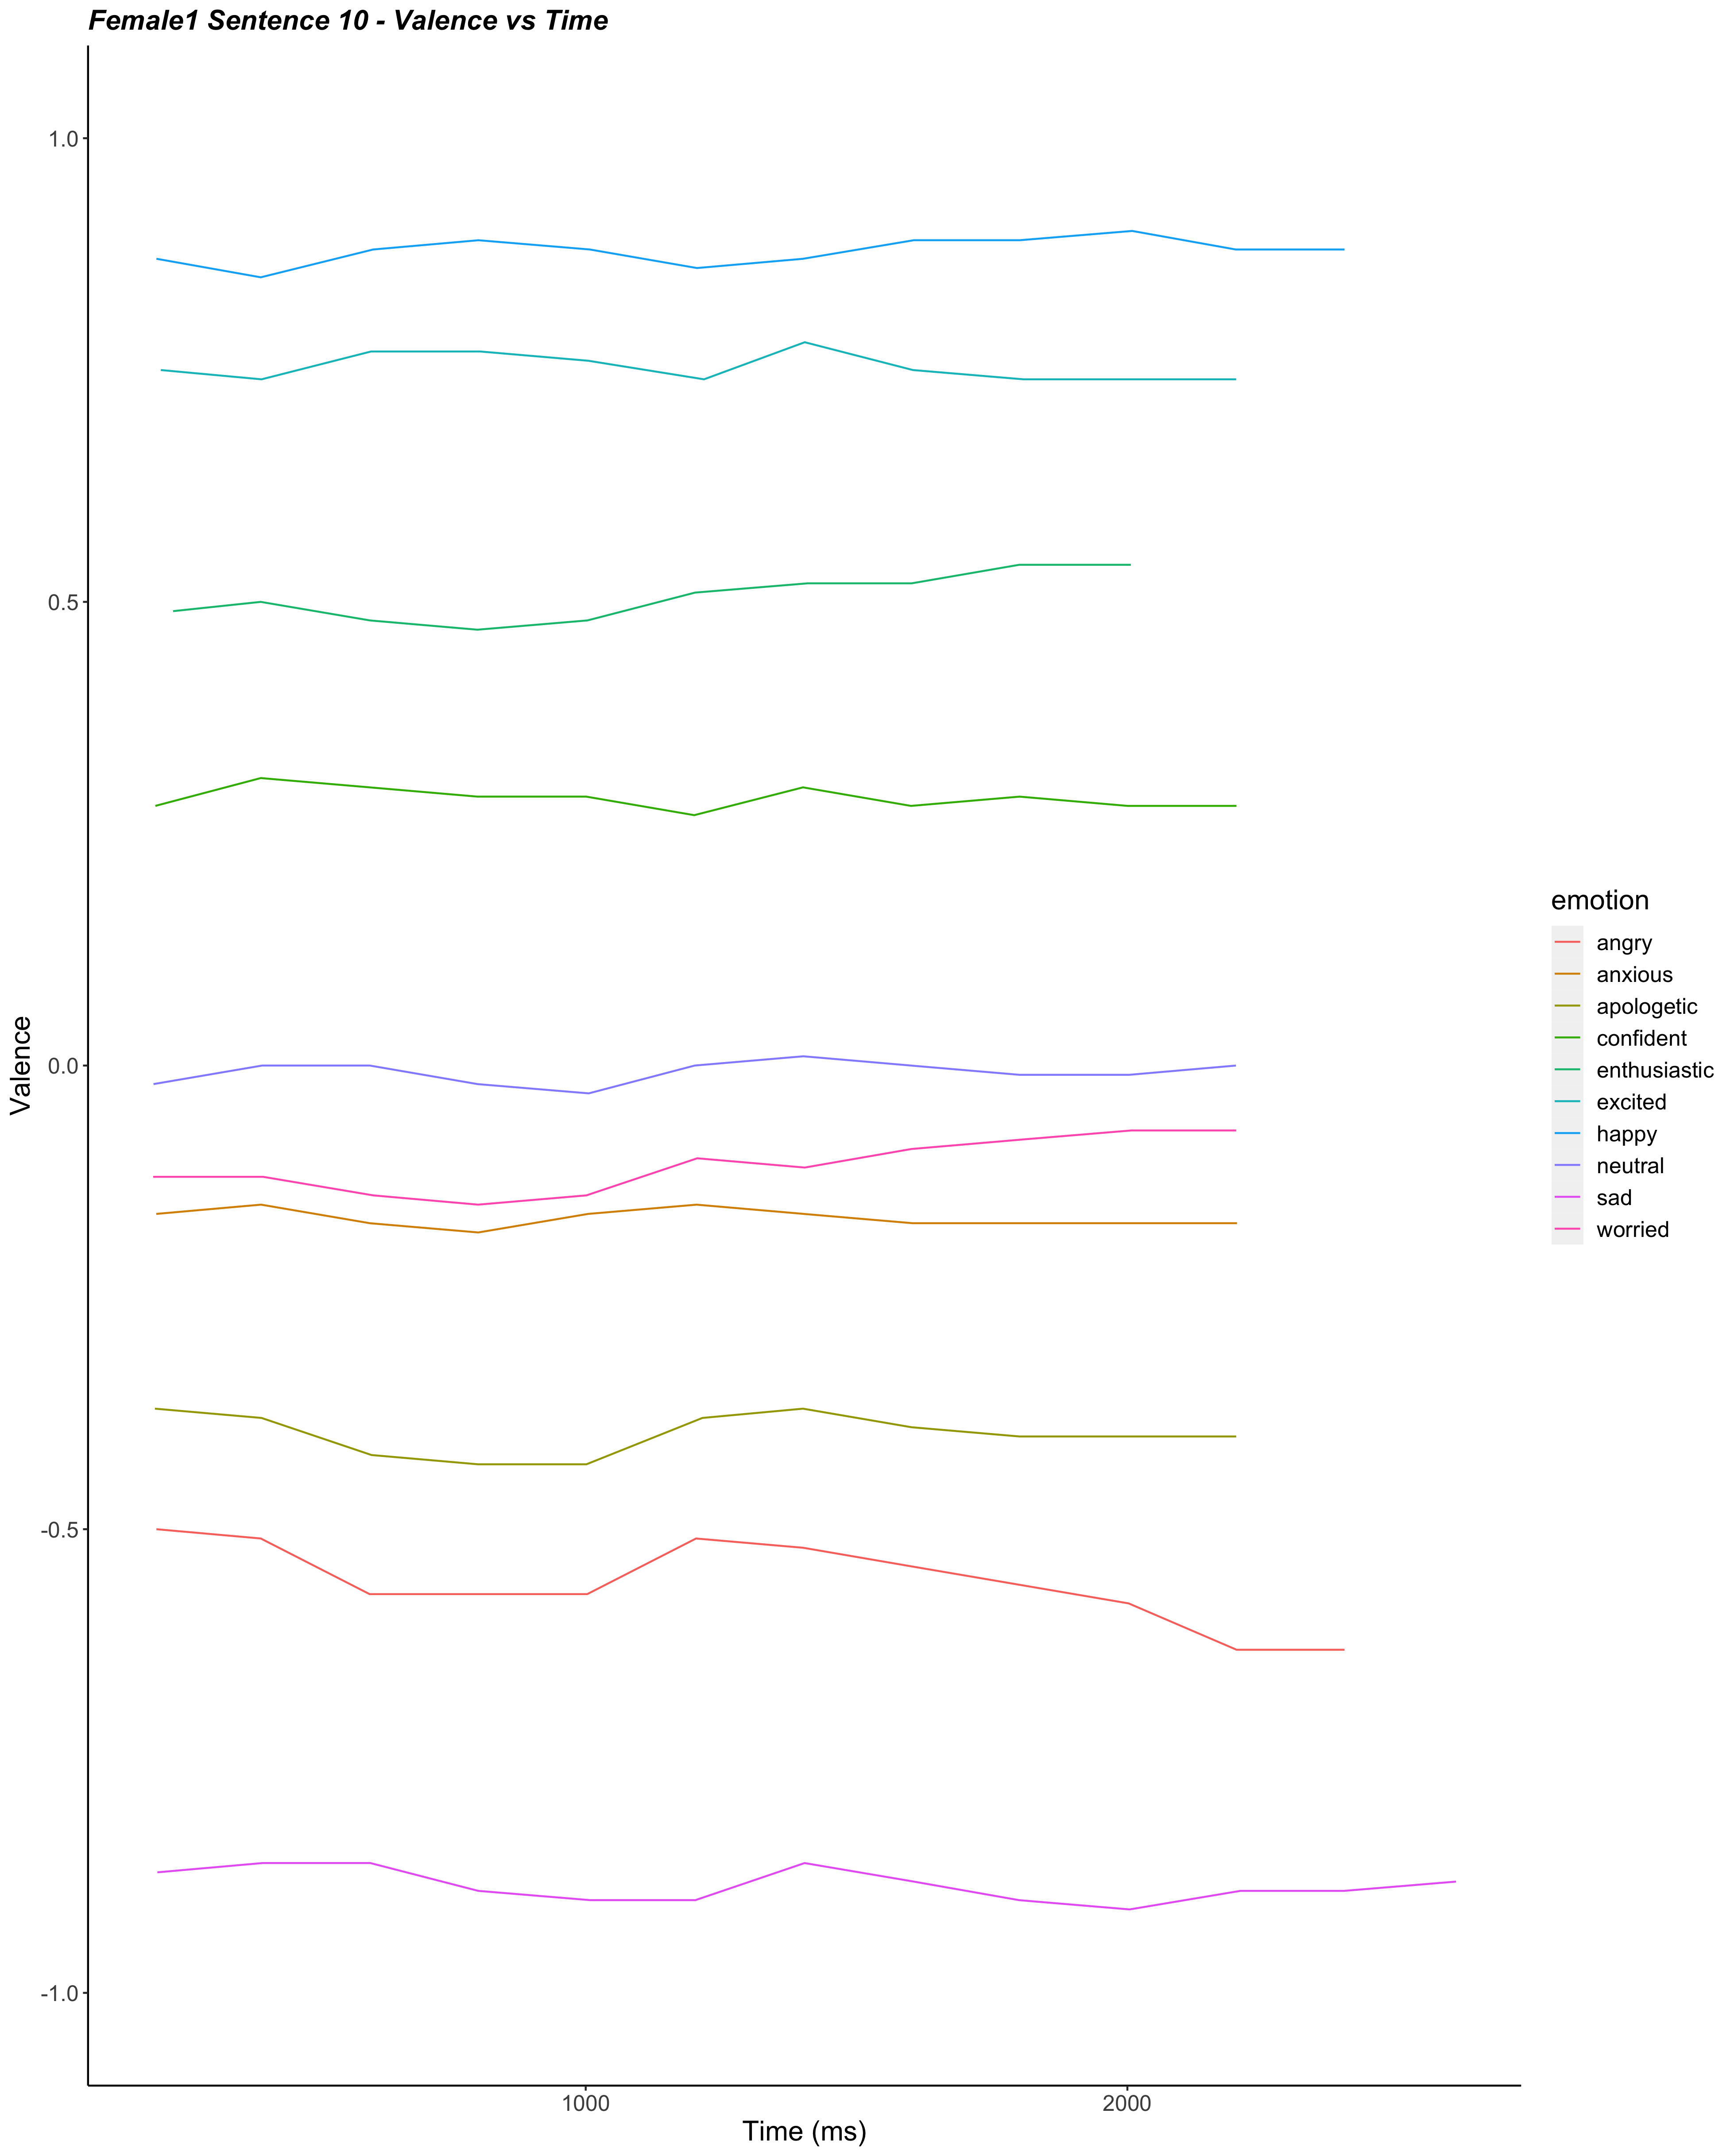 Female1 Sentence 10 - Valence vs Time
1.0
0.5
0.0
-0.5
-1.0
Valence
1000
2000
Time (ms)
emotion
angry
anxious
apologetic
confident
enthusiastic
excited
happy
neutral
sad
worried